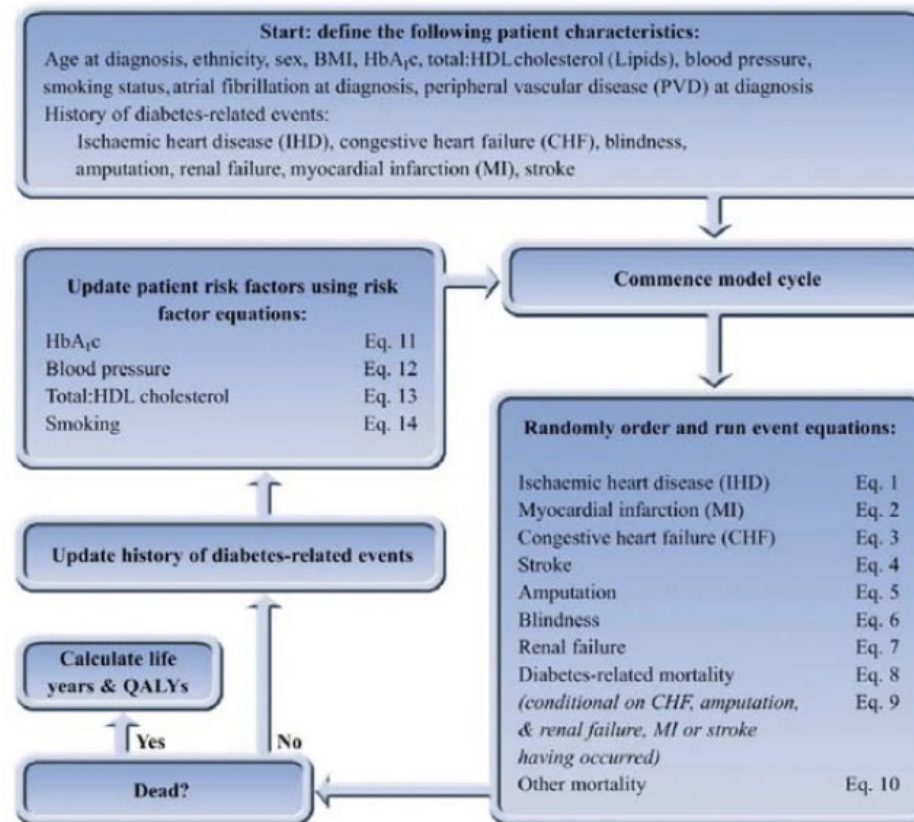 Start: define the following patient characteristics:
Age at diagnosis, ethnicity, sex, BMI, HbA₁c, total:HDL cholesterol (Lipids), blood pressure,
smoking status, atrial fibrillation at diagnosis, peripheral vascular disease (PVD) at diagnosis
History of diabetes-related events:
Ischaemic heart disease (IHD), congestive heart failure (CHF), blindness,
amputation, renal failure, myocardial infarction (MI), stroke
Commence model cycle
Randomly order and run event equations:
Ischaemic heart disease (IHD) Eq. 1
Myocardial infarction (MI) Eq. 2
Congestive heart failure (CHF) Eq. 3
Stroke Eq. 4
Amputation Eq. 5
Blindness Eq. 6
Renal failure Eq. 7
Diabetes-related mortality Eq. 8
(conditional on CHF, amputation, Eq. 9
& renal failure, MI or stroke
having occurred)
Other mortality Eq. 10
Dead?
Yes
No
Calculate life
years & QALYs
Update history of diabetes-related events
Update patient risk factors using risk
factor equations:
HbA₁c Eq. 11
Blood pressure Eq. 12
Total:HDL cholesterol Eq. 13
Smoking Eq. 14